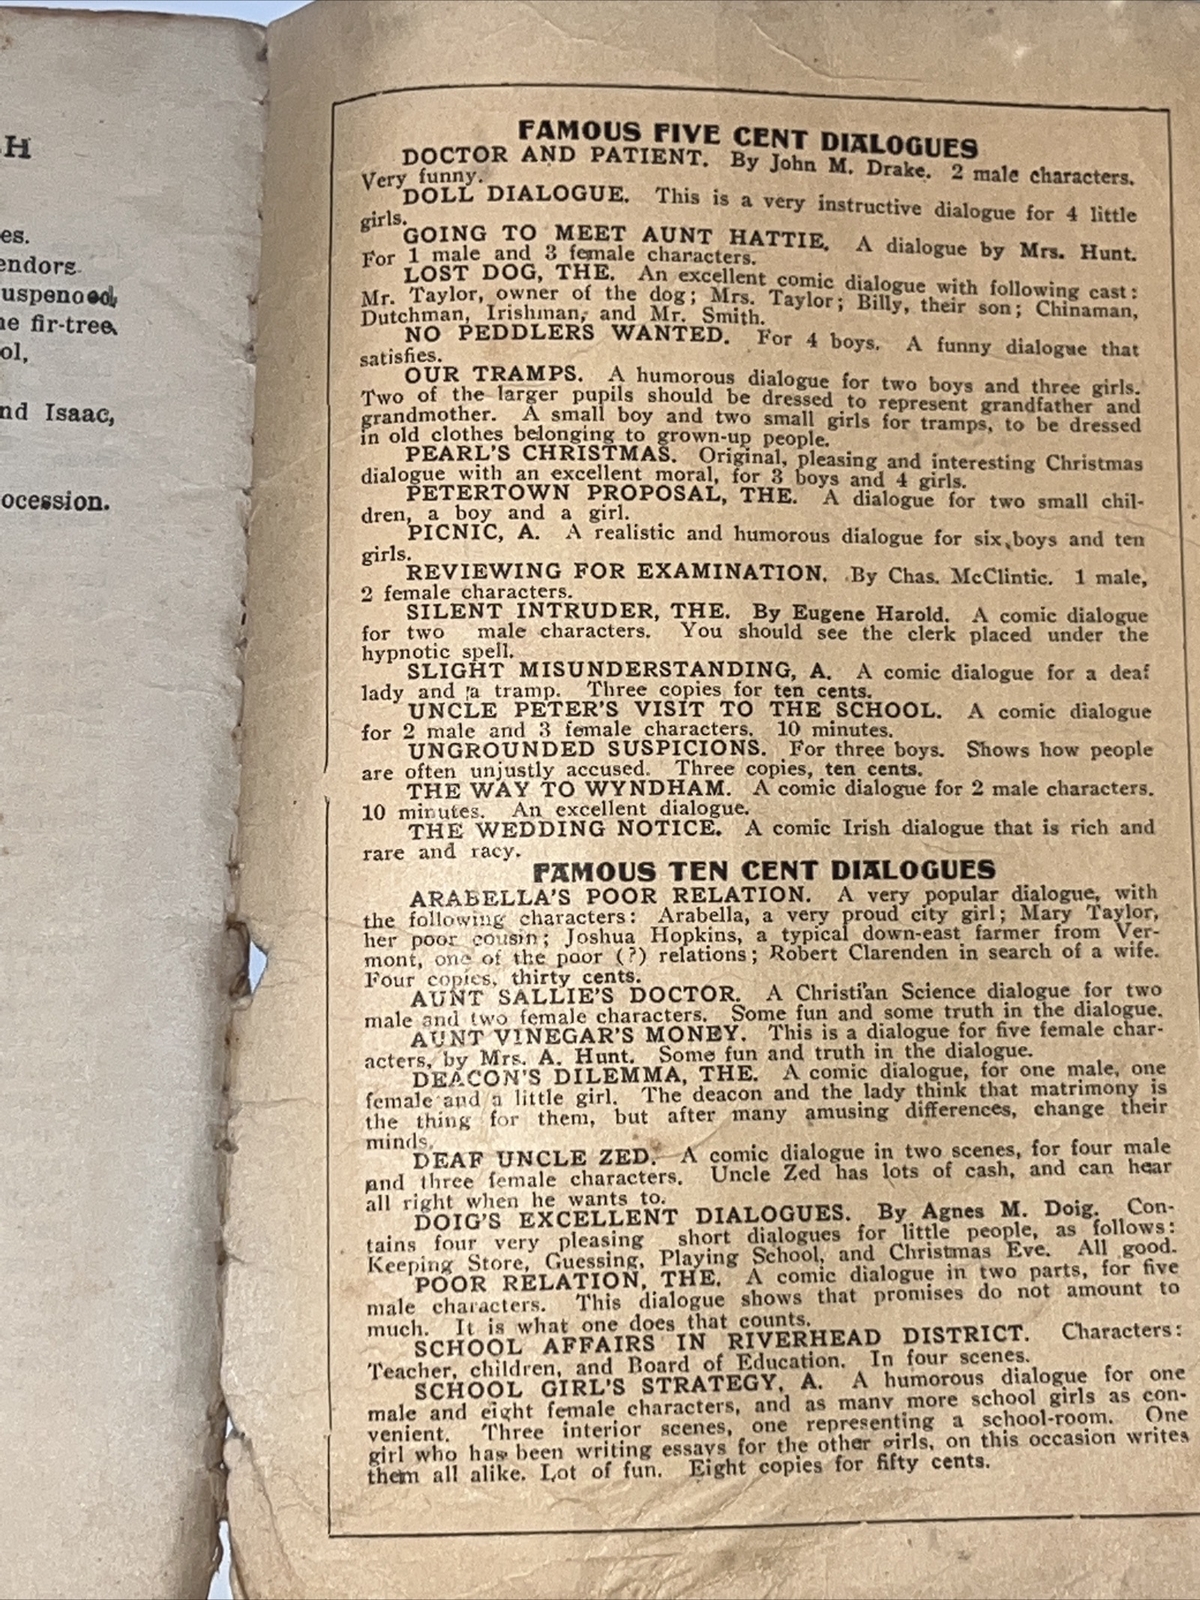 H
es.
endors
uspended,
he fir-tree
ol,
nd Isaac,
ocession.
FAMOUS FIVE CENT DIALOGUES
DOCTOR AND PATIENT. By John M. Drake. 2 male characters.
Very funny.
DOLL DIALOGUE. This is a very instructive dialogue for 4 little
girls.
GOING TO MEET AUNT HATTIE. A dialogue by Mrs. Hunt.
For 1 male and 3 female characters.
LOST DOG, THE. An excellent comic dialogue with following cast:
Mr. Taylor, owner of the dog; Mrs. Taylor; Billy, their son; Chinaman,
Dutchman, Irishman, and Mr. Smith.
NO PEDDLERS WANTED. For 4 boys. A funny dialogue that
satisfies.
OUR TRAMPS. A humorous dialogue for two boys and three girls.
Two of the larger pupils should be dressed to represent grandfather and
grandmother. A small boy and two small girls for tramps, to be dressed
in old clothes belonging to grown-up people.
PEARL'S CHRISTMAS. Original, pleasing and interesting Christmas
dialogue with an excellent moral, for 3 boys and 4 girls.
PETERTOWN PROPOSAL, THE. A dialogue for two small chil-
dren, a boy and a girl.
PICNIC, A. A realistic and humorous dialogue for six boys and ten
girls.
REVIEWING FOR EXAMINATION. By Chas. McClintic. 1 male,
2 female characters.
SILENT INTRUDER, THE. By Eugene Harold. A comic dialogue
for two male characters. You should see the clerk placed under the
hypnotic spell.
SLIGHT MISUNDERSTANDING, A. A comic dialogue for a deaf
lady and a tramp. Three copies for ten cents.
UNCLE PETER'S VISIT TO THE SCHOOL. A comic dialogue
for 2 male and 3 female characters. 10 minutes.
UNGROUNDED SUSPICIONS. For three boys. Shows how people
are often unjustly accused. Three copies, ten cents.
THE WAY TO WYNDHAM. A comic dialogue for 2 male characters.
10 minutes. An excellent dialogue.
THE WEDDING NOTICE. A comic Irish dialogue that is rich and
rare and racy.
FAMOUS TEN CENT DIALOGUES
ARABELLA'S POOR RELATION. A very popular dialogue, with
the following characters: Arabella, a very proud city girl; Mary Taylor,
her poor cousin; Joshua Hopkins, a typical down-east farmer from Ver-
mont, one of the poor (?) relations; Robert Clarenden in search of a wife.
Four copies, thirty cents.
AUNT SALLIE'S DOCTOR. A Christian Science dialogue for two
male and two female characters. Some fun and some truth in the dialogue.
AUNT VINEGAR'S MONEY. This is a dialogue for five female char-
acters, by Mrs. A. Hunt. Some fun and truth in the dialogue.
DEACON'S DILEMMA, THE. A comic dialogue, for one male, one
female and a little girl. The deacon and the lady think that matrimony is
the thing for them, but after many amusing differences, change their
minds.
DEAF UNCLE ZED. A comic dialogue in two scenes, for four male
and three female characters. Uncle Zed has lots of cash, and can hear
all right when he wants to.
DOIG'S EXCELLENT DIALOGUES. By Agnes M. Doig. Con-
tains four very pleasing short dialogues for little people, as follows:
Keeping Store, Guessing, Playing School, and Christmas Eve. All good.
POOR RELATION, THE. A comic dialogue in two parts, for five
male characters. This dialogue shows that promises do not amount to
much. It is what one does that counts.
SCHOOL AFFAIRS IN RIVERHEAD DISTRICT. Characters:
Teacher, children, and Board of Education. In four scenes.
SCHOOL GIRL'S STRATEGY, A. A humorous dialogue for one
male and eight female characters, and as many more school girls as con-
venient. Three interior scenes, one representing a school-room. One
girl who has been writing essays for the other girls, on this occasion writes
them all alike. Lot of fun. Eight copies for fifty cents.